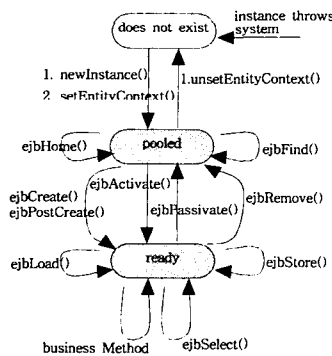 instance throws
system
does not exist
1. newInstance()
2. setEntityContext()
1.unsetEntityContext()
ejbHome()
pooled
ejbFind()
ejbActivate()
ejbCreate()
ejbPostCreate()
ejbPassivate()
ejbRemove()
ejbLoad()
ready
ejbStore()
business Method
ejbSelect()